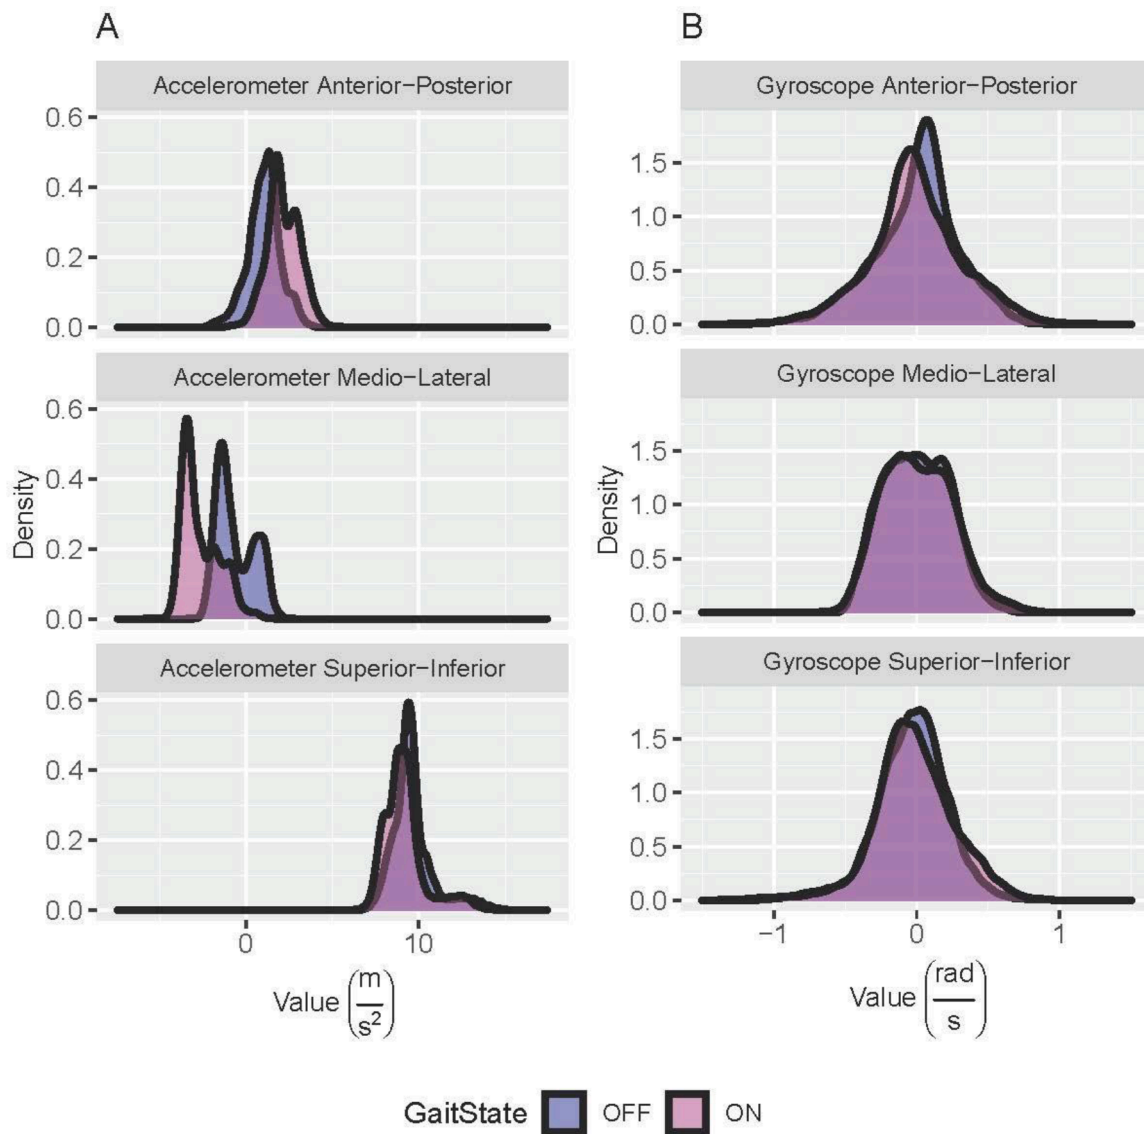 A
Accelerometer Anterior−Posterior
0.6
0.4
0.2
0.0
Accelerometer Medio−Lateral
0.6
0.4
0.2
0.0
Accelerometer Superior−Inferior
0.6
0.4
0.2
0.0
Density
0 10
Value (m/s²)
B
Gyroscope Anterior−Posterior
1.5
1.0
0.5
0.0
Gyroscope Medio−Lateral
1.5
1.0
0.5
0.0
Gyroscope Superior−Inferior
1.5
1.0
0.5
0.0
Density
−1 0 1
Value (rad/s)
GaitState OFF ON